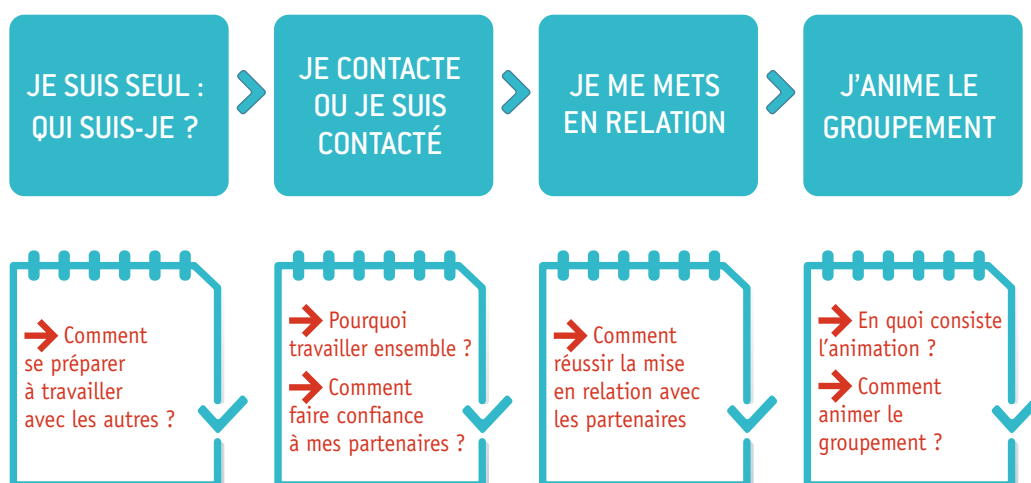 JE SUIS SEUL :
QUI SUIS-JE ?
JE CONTACTE
OU JE SUIS
CONTACTÉ
JE ME METS
EN RELATION
J'ANIME LE
GROUPEMENT
Comment
se préparer
à travailler
avec les autres ?
Pourquoi
travailler ensemble ?
Comment
faire confiance
à mes partenaires ?
Comment
réussir la mise
en relation avec
les partenaires
En quoi consiste
l'animation ?
Comment
animer le
groupement ?